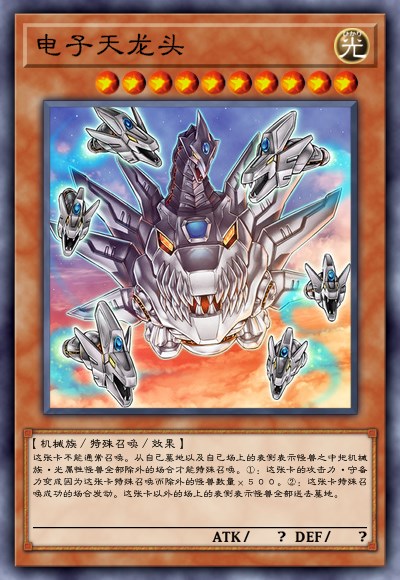 电子天龙头
ひかり
光
【机械族/特殊召唤/效果】
这张卡不能通常召唤。从自己墓地以及自己场上的表侧表示怪兽之中把机械
族·光属性怪兽全部除外的场合才能特殊召唤。①：这张卡的攻击力·守备
力变成因为这张卡特殊召唤而除外的怪兽数量×５００。②：这张卡特殊召
唤成功的场合发动。这张卡以外的场上的表侧表示怪兽全部送去墓地。
ATK/ ? DEF/ ?